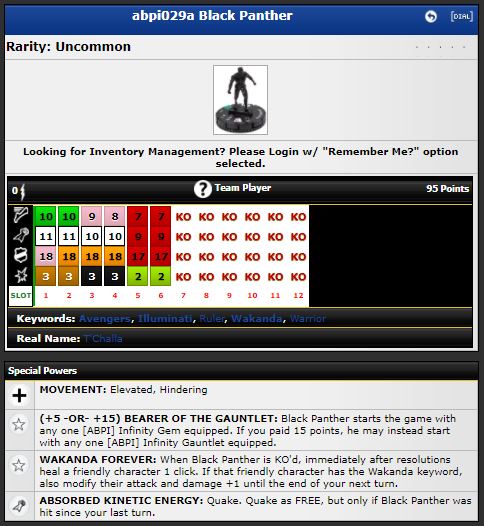 abpi029a Black Panther
[DIAL]
Rarity: Uncommon
Looking for Inventory Management? Please Login w/ "Remember Me?" option
selected.
0 ? Team Player 95 Points
10 10 9 8 7 7 KO KO KO KO KO KO
11 11 10 10 9 9 KO KO KO KO KO KO
18 18 18 18 17 17 KO KO KO KO KO KO
3 3 3 3 2 2 KO KO KO KO KO KO
SLOT 1 2 3 4 5 6 7 8 9 10 11 12
Keywords: Avengers, Illuminati, Ruler, Wakanda, Warrior
Real Name: T'Challa
Special Powers
MOVEMENT: Elevated, Hindering
(+5 -OR- +15) BEARER OF THE GAUNTLET: Black Panther starts the game with
any one [ABPI] Infinity Gem equipped. If you paid 15 points, he may instead start
with any one [ABPI] Infinity Gauntlet equipped.
WAKANDA FOREVER: When Black Panther is KO'd, immediately after resolutions
heal a friendly character 1 click. If that friendly character has the Wakanda keyword,
also modify their attack and damage +1 until the end of your next turn.
ABSORBED KINETIC ENERGY: Quake. Quake as FREE, but only if Black Panther was
hit since your last turn.